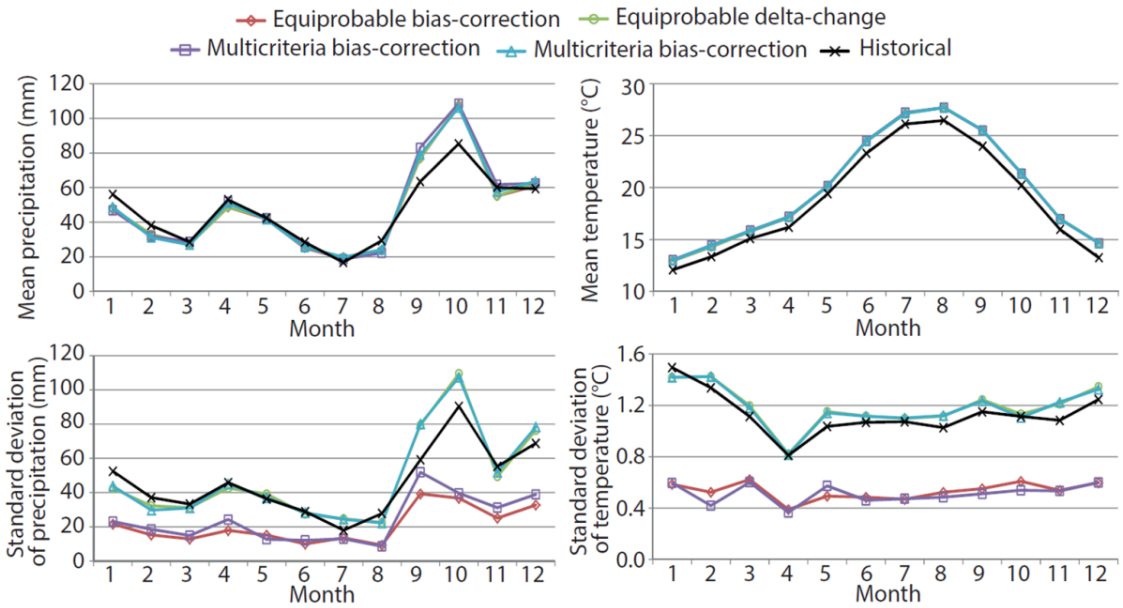 Equiprobable bias-correction Equiprobable delta-change
Multicriteria bias-correction Multicriteria bias-correction Historical
120
100
80
60
40
20
0
Mean precipitation (mm)
1 2 3 4 5 6 7 8 9 10 11 12
Month
30
25
20
15
10
Mean temperature (°C)
1 2 3 4 5 6 7 8 9 10 11 12
Month
120
100
80
60
40
20
0
Standard deviation
of precipitation (mm)
1 2 3 4 5 6 7 8 9 10 11 12
Month
1.6
1.2
0.8
0.4
0.0
Standard deviation
of temperature (°C)
1 2 3 4 5 6 7 8 9 10 11 12
Month